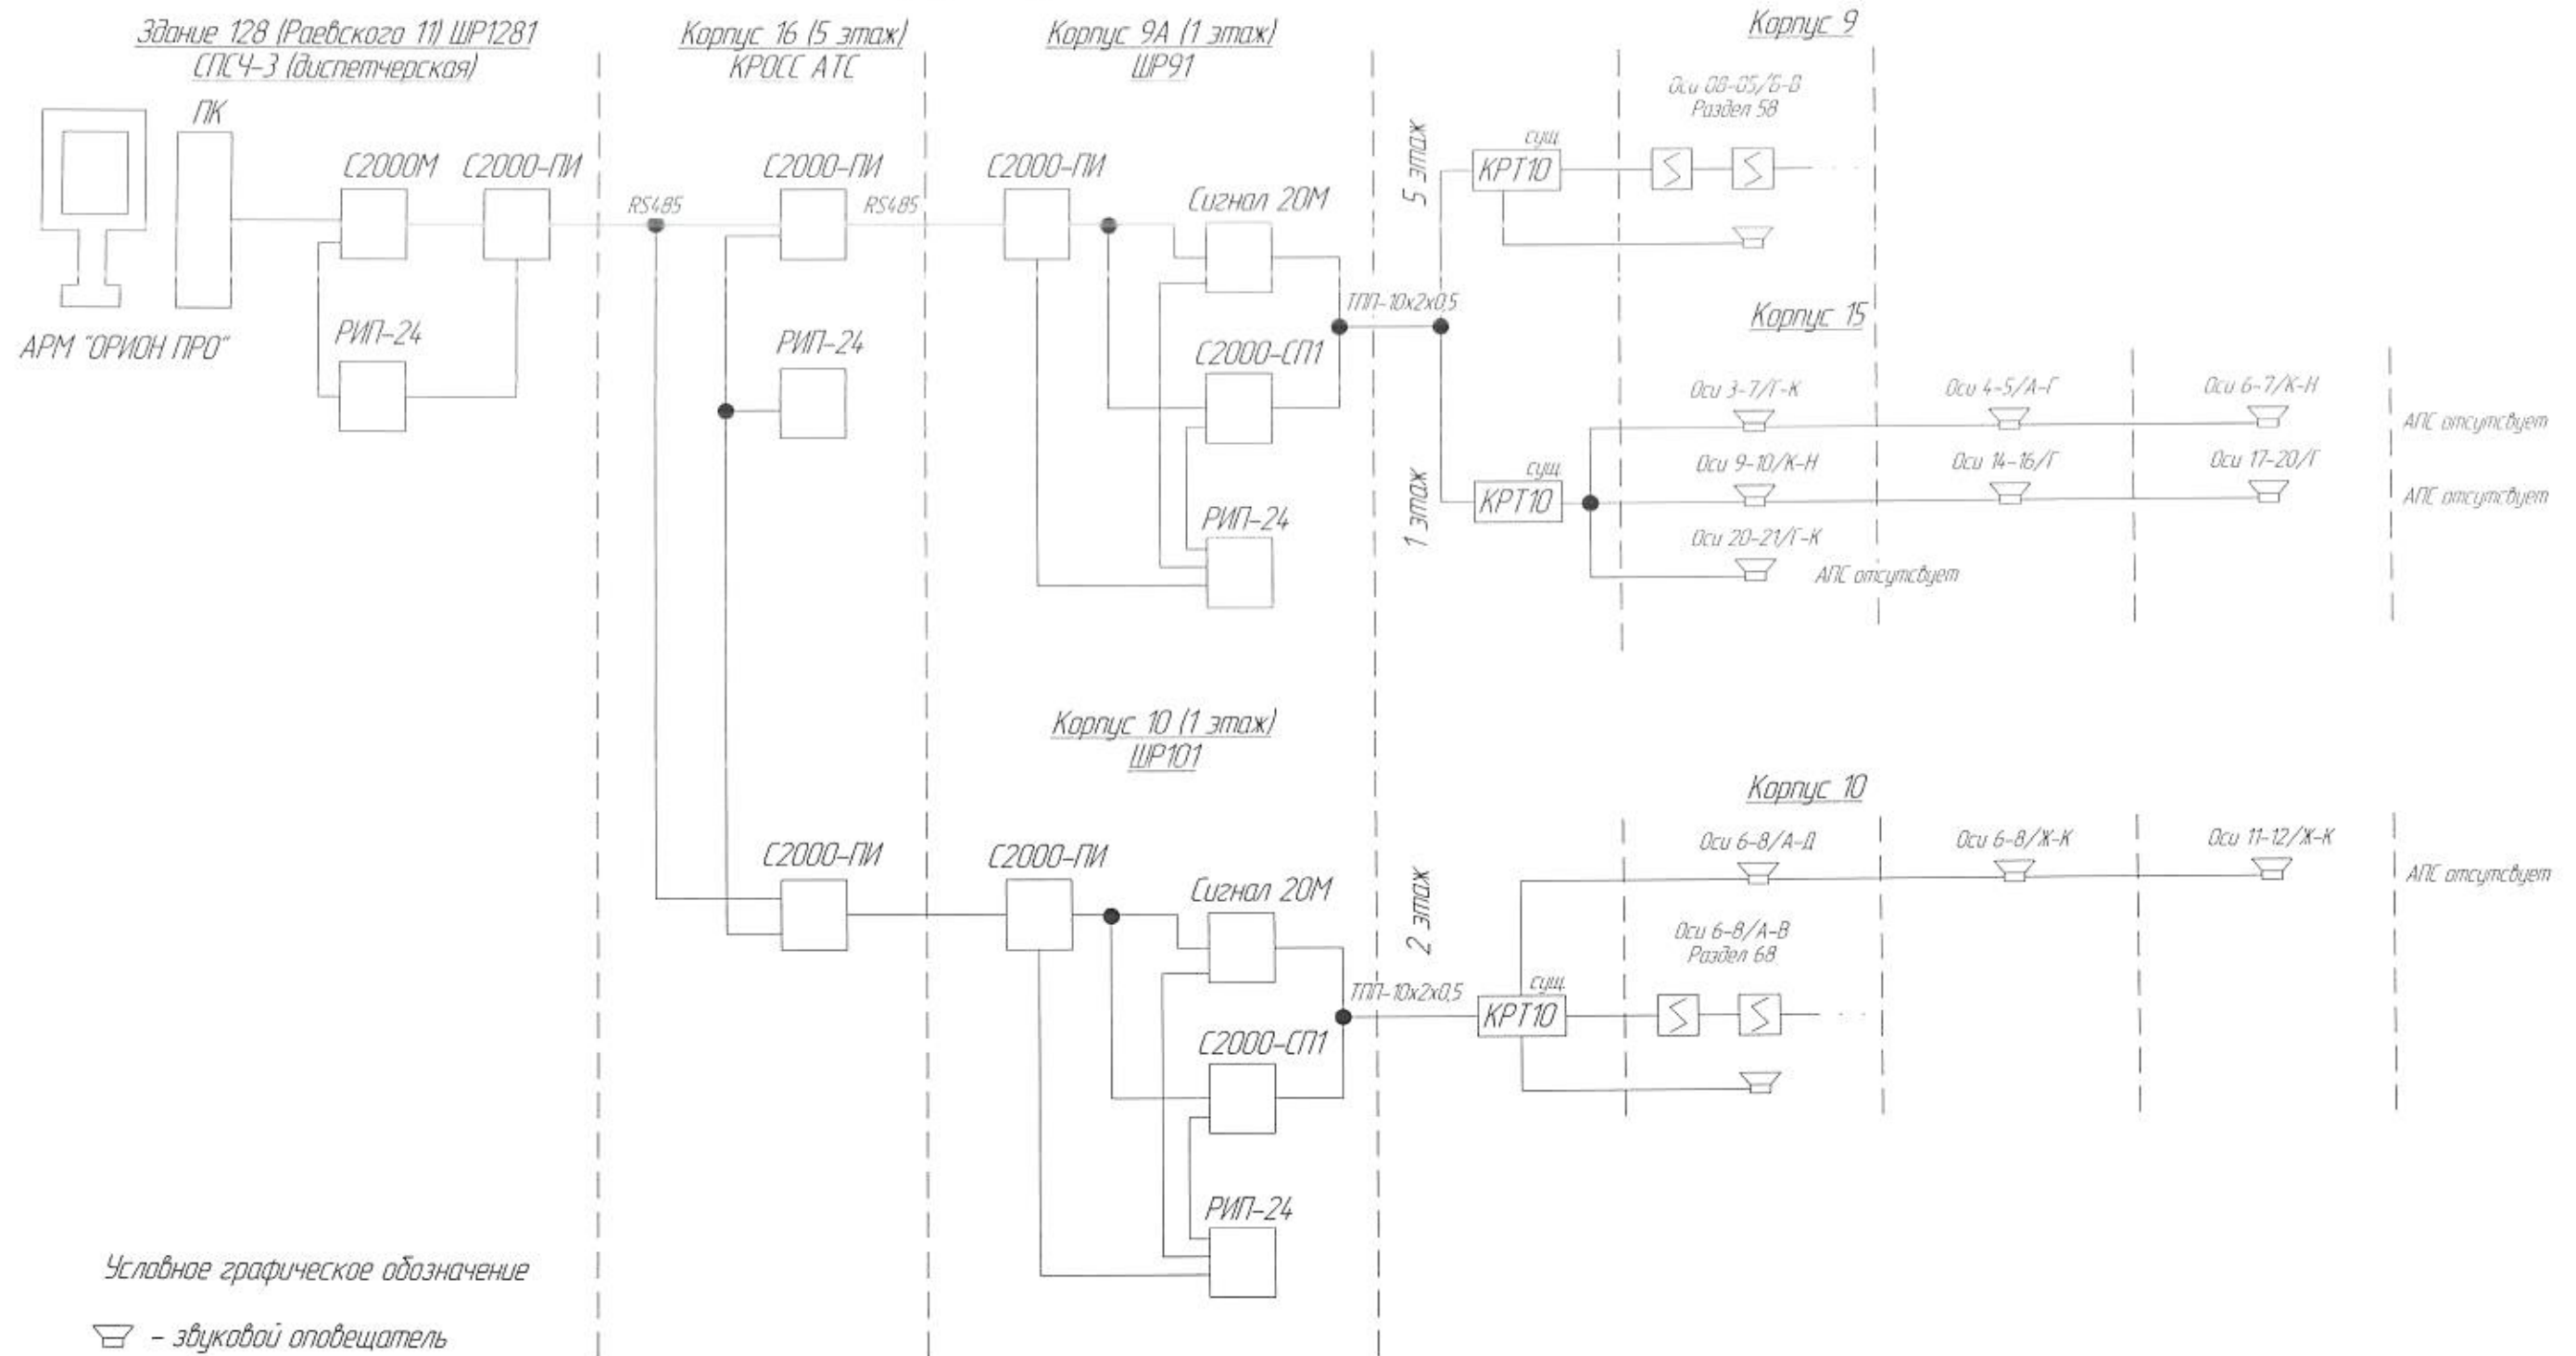 Здание 128 (Раевского 11) ШР1281
СПСЧ-3 (диспетчерская)
ПК
С2000М
С2000-ПИ
РИП-24
АРМ "ОРИОН ПРО"
Корпус 16 (5 этаж)
КРОСС АТС
RS485
С2000-ПИ
RS485
РИП-24
С2000-ПИ
Корпус 9А (1 этаж)
ШР91
С2000-ПИ
Сигнал 20М
С2000-СП1
РИП-24
ТПП-10х2х0,5
5 этаж
1 этаж
сущ.
КРТ10
Корпус 9
Оси 08-05/Б-В
Раздел 58
Корпус 15
сущ.
КРТ10
Оси 3-7/Г-К
Оси 4-5/А-Г
Оси 6-7/К-Н
АПС отсутсвует
Оси 9-10/К-Н
Оси 14-16/Г
Оси 17-20/Г
АПС отсутсвует
Оси 20-21/Г-К
АПС отсутсвует
Корпус 10 (1 этаж)
ШР101
С2000-ПИ
Сигнал 20М
С2000-СП1
РИП-24
ТПП-10х2х0,5
2 этаж
Корпус 10
Оси 6-8/А-Д
Оси 6-8/Ж-К
Оси 11-12/Ж-К
АПС отсутсвует
Оси 6-8/А-В
Раздел 68
сущ.
КРТ10
Условное графическое обозначение
– звуковой оповещатель